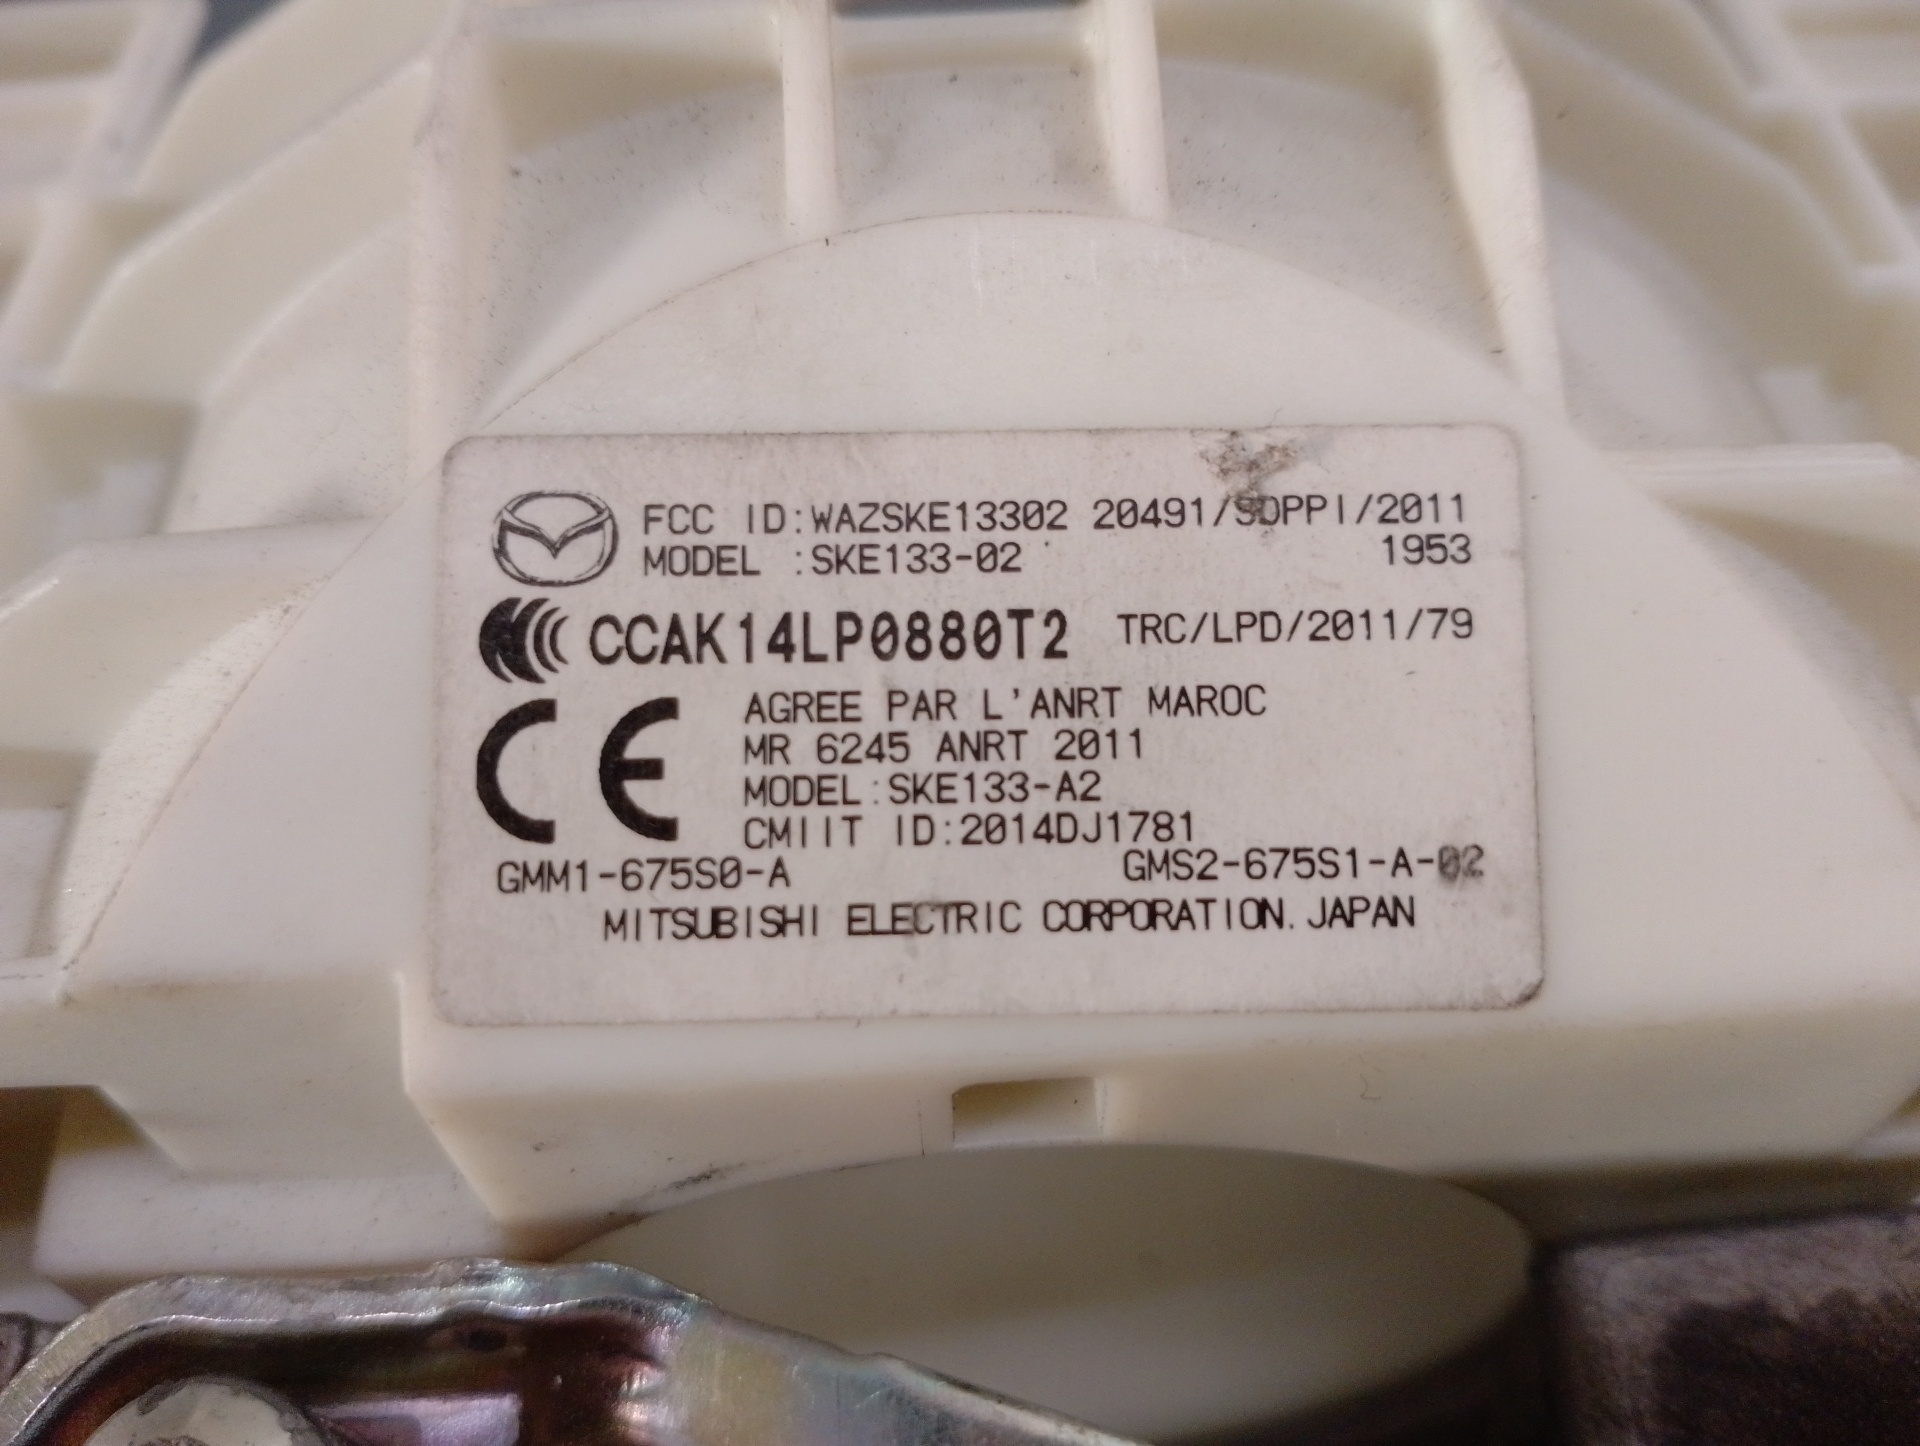 FCC ID:WAZSKE13302 20491/SDPPI/2011
MODEL :SKE133-02 1953
CCAK14LP0880T2 TRC/LPD/2011/79
CE
AGREE PAR L'ANRT MAROC
MR 6245 ANRT 2011
MODEL:SKE133-A2
CMIIT ID:2014DJ1781
GMM1-675S0-A GMS2-675S1-A-02
MITSUBISHI ELECTRIC CORPORATION. JAPAN